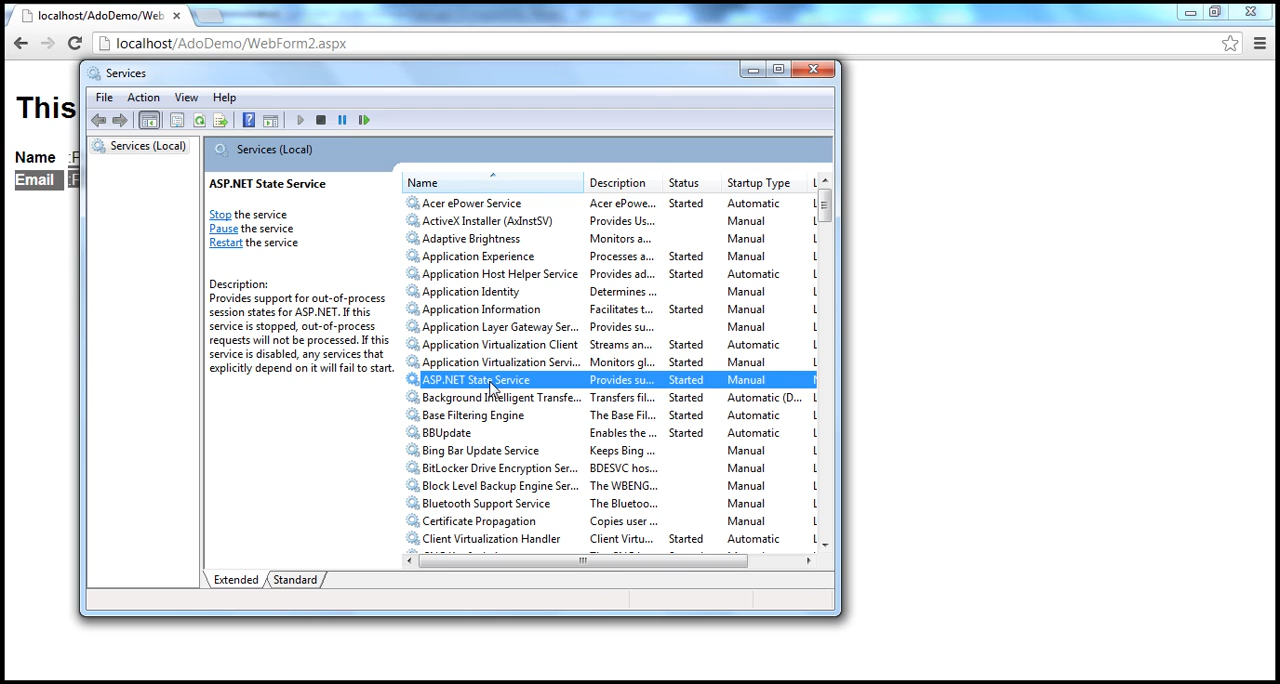 localhost/AdoDemo/Web
localhost/AdoDemo/WebForm2.aspx
This
Name :F
Email :F
Services
File Action View Help
Services (Local)
Services (Local)
ASP.NET State Service
Stop the service
Pause the service
Restart the service
Description:
Provides support for out-of-process
session states for ASP.NET. If this
service is stopped, out-of-process
requests will not be processed. If this
service is disabled, any services that
explicitly depend on it will fail to start.
Name Description Status Startup Type L
Acer ePower Service Acer ePowe... Started Automatic L
ActiveX Installer (AxInstSV) Provides Us... Manual L
Adaptive Brightness Monitors a... Manual L
Application Experience Processes a... Started Manual L
Application Host Helper Service Provides ad... Started Automatic L
Application Identity Determines ... Manual L
Application Information Facilitates t... Started Manual L
Application Layer Gateway Ser... Provides su... Manual L
Application Virtualization Client Streams an... Started Automatic L
Application Virtualization Servi... Monitors gl... Started Manual L
ASP.NET State Service Provides su... Started Manual N
Background Intelligent Transfe... Transfers fil... Started Automatic (D... L
Base Filtering Engine The Base Fil... Started Automatic L
BBUpdate Enables the ... Started Automatic L
Bing Bar Update Service Keeps Bing ... Manual L
BitLocker Drive Encryption Ser... BDESVC hos... Manual L
Block Level Backup Engine Ser... The WBENG... Manual L
Bluetooth Support Service The Bluetoo... Manual L
Certificate Propagation Copies user ... Manual L
Client Virtualization Handler Client Virtu... Started Automatic L
Extended Standard